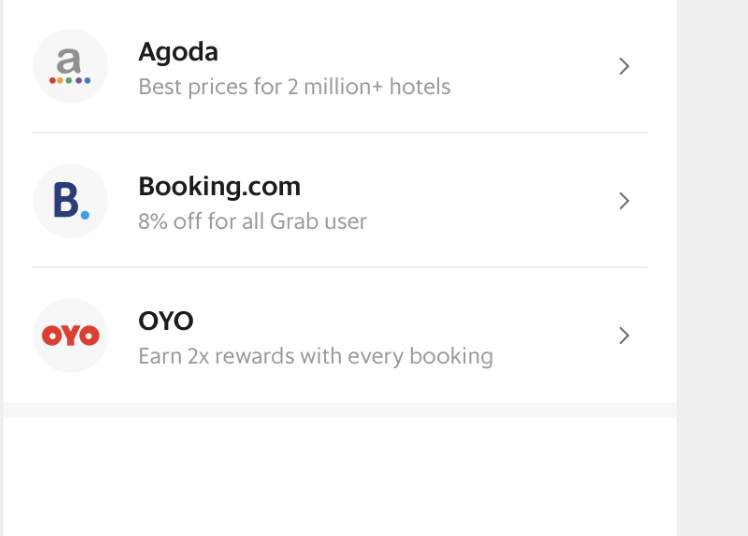 a
Agoda
Best prices for 2 million+ hotels
B.
Booking.com
8% off for all Grab user
OYO
OYO
Earn 2x rewards with every booking